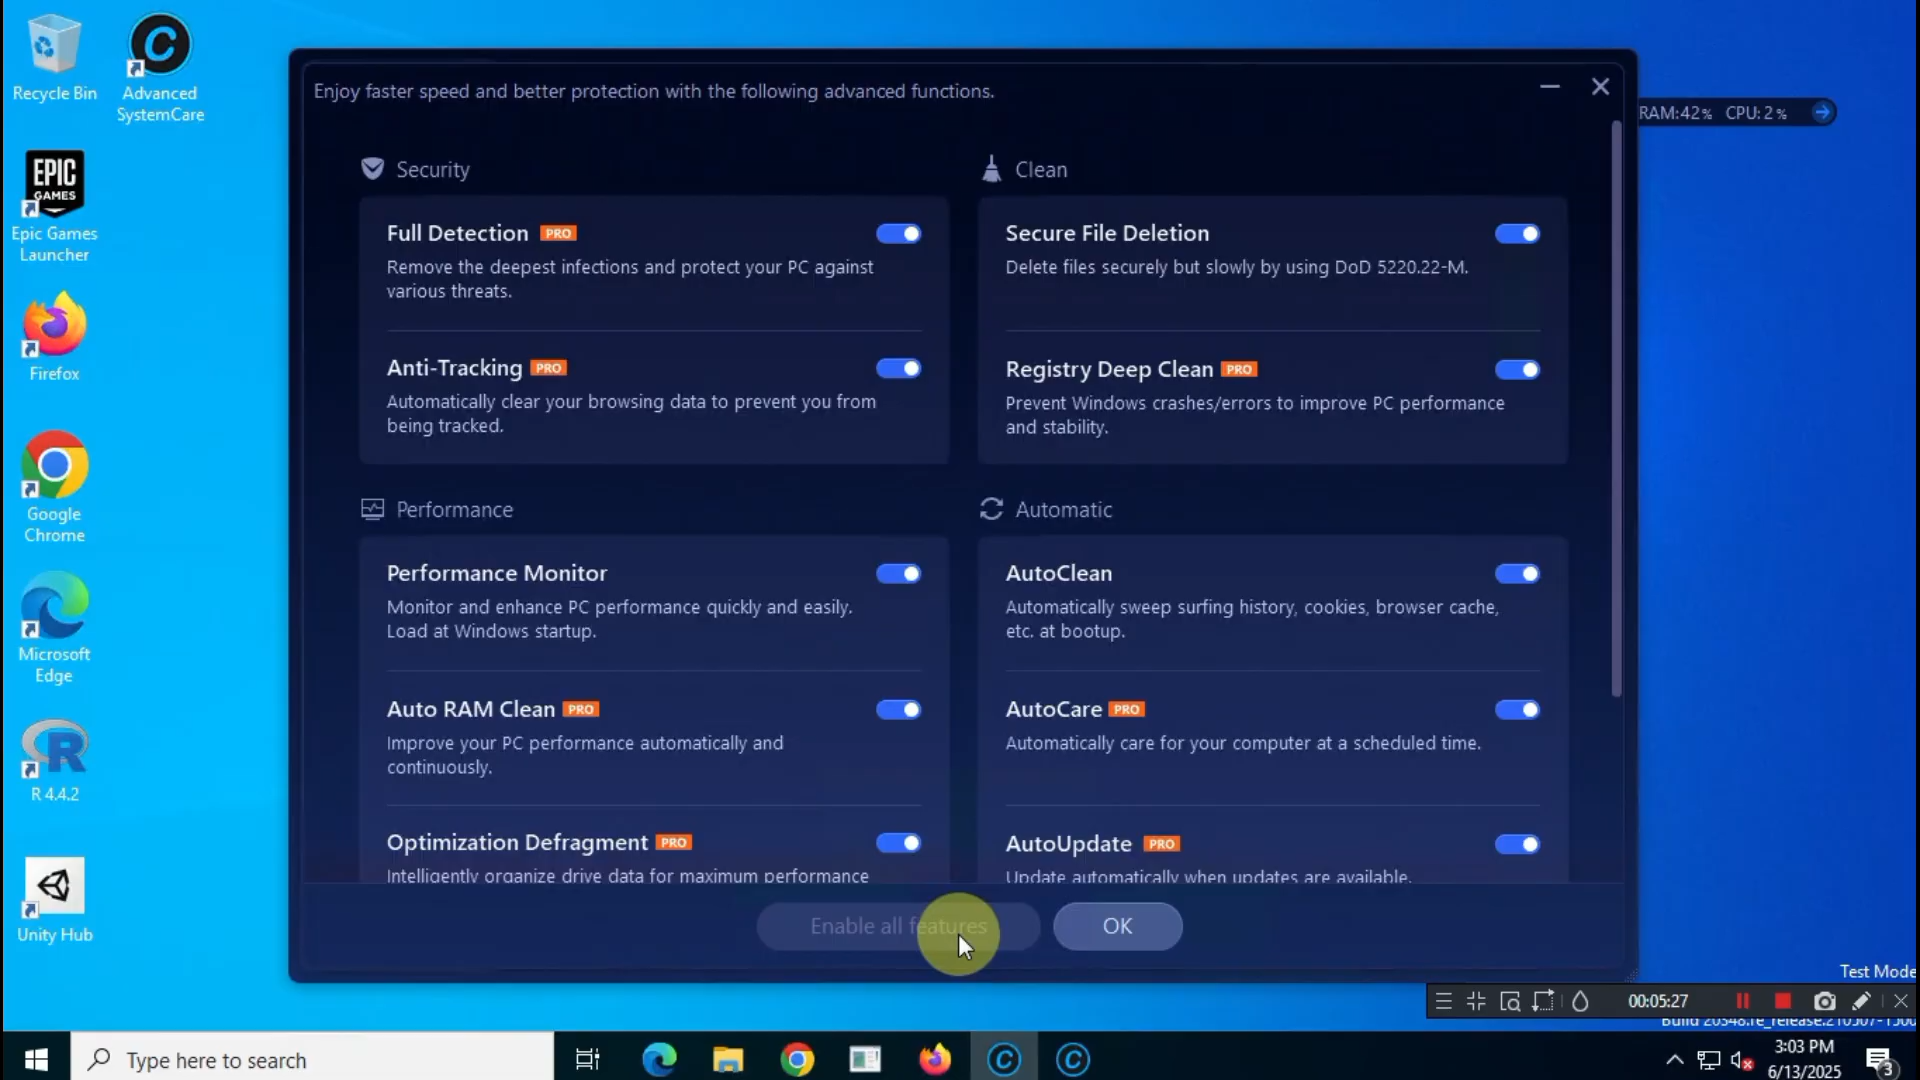 Recycle Bin
Advanced
SystemCare
EPIC
GAMES
Epic Games
Launcher
Firefox
Google
Chrome
Microsoft
Edge
R 4.4.2
Unity Hub
Enjoy faster speed and better protection with the following advanced functions.
RAM:42% CPU: 2%
Security
Full Detection PRO
Remove the deepest infections and protect your PC against
various threats.
Anti-Tracking PRO
Automatically clear your browsing data to prevent you from
being tracked.
Clean
Secure File Deletion
Delete files securely but slowly by using DoD 5220.22-M.
Registry Deep Clean PRO
Prevent Windows crashes/errors to improve PC performance
and stability.
Performance
Performance Monitor
Monitor and enhance PC performance quickly and easily.
Load at Windows startup.
Auto RAM Clean PRO
Improve your PC performance automatically and
continuously.
Optimization Defragment PRO
Intelligently organize drive data for maximum performance
Automatic
AutoClean
Automatically sweep surfing history, cookies, browser cache,
etc. at bootup.
AutoCare PRO
Automatically care for your computer at a scheduled time.
AutoUpdate PRO
Update automatically when updates are available.
Enable all features
OK
Test Mode
00:05:27
Build 20348.fe_release.210507-1500
Type here to search
3:03 PM
6/13/2025
3